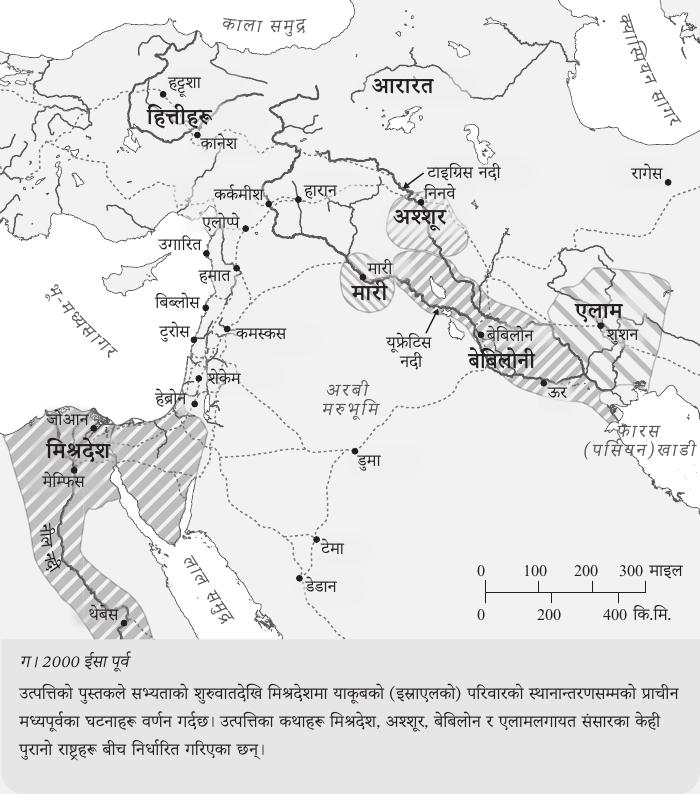 काला समुद्र
क्यास्पियन सागर
हट्टूशा
हित्तीहरू
कानेश
आरारत
टाइग्रिस नदी
रागेस
कर्कमीश
हारान
निनवे
अश्शूर
एलोप्पे
उगारित
हमात
मारी
मारी
भू-मध्यसागर
बिब्लोस
एलाम
शुशन
टुरोस
कमस्कस
यूफ्रेटिस
नदी
बेबिलोन
बेबिलोनी
शेकेम
अरबी
मरुभूमि
ऊर
हेब्रोन
जोआन
फारस
(पर्सियन)खाडी
मिश्रदेश
डुमा
मेम्फिस
नील नदी
टेमा
लाल समुद्र
डेडान
0 100 200 300 माइल
0 200 400 कि.मि.
थेबेस
ग। 2000 ईसा पूर्व
उत्पत्तिको पुस्तकले सभ्यताको शुरुवातदेखि मिश्रदेशमा याकूबको (इस्राएलको) परिवारको स्थानान्तरणसम्मको प्राचीन
मध्यपूर्वका घटनाहरू वर्णन गर्दछ। उत्पत्तिका कथाहरू मिश्रदेश, अश्शूर, बेबिलोन र एलामलगायत संसारका केही
पुरानो राष्ट्रहरू बीच निर्धारित गरिएका छन्।